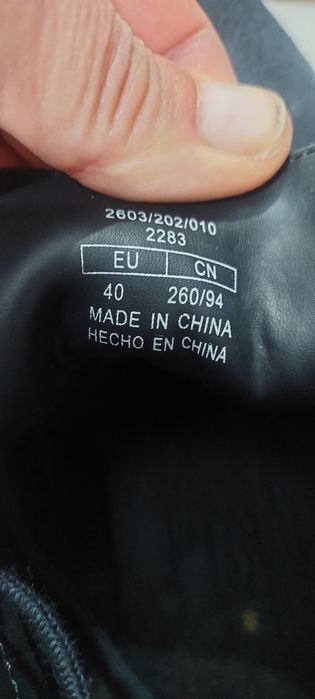 2603/202/010
2283
EU CN
40 260/94
MADE IN CHINA
HECHO EN CHINA